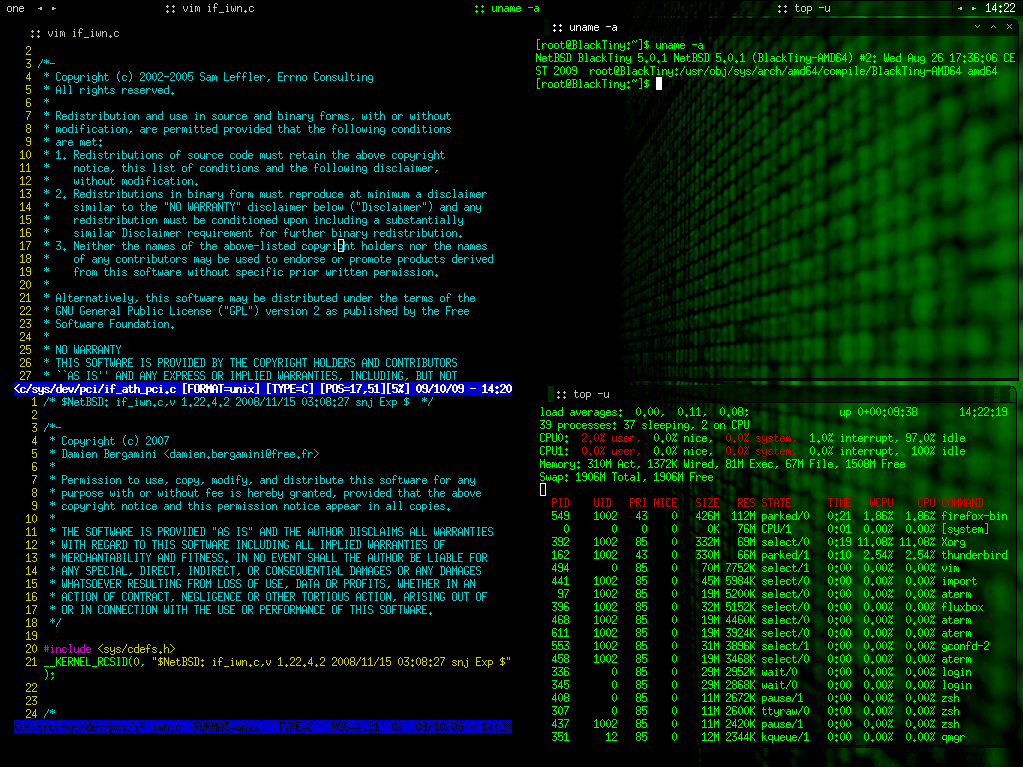 one
:: vim if_iwn.c
:: uname -a
:: top -u
14:22
:: vim if_iwn.c
2
3 /*-
4 * Copyright (c) 2002-2005 Sam Leffler, Errno Consulting
5 * All rights reserved.
6 *
7 * Redistribution and use in source and binary forms, with or without
8 * modification, are permitted provided that the following conditions
9 * are met:
10 * 1. Redistributions of source code must retain the above copyright
11 * notice, this list of conditions and the following disclaimer,
12 * without modification.
13 * 2. Redistributions in binary form must reproduce at minimum a disclaimer
14 * similar to the "NO WARRANTY" disclaimer below ("Disclaimer") and any
15 * redistribution must be conditioned upon including a substantially
16 * similar Disclaimer requirement for further binary redistribution.
17 * 3. Neither the names of the above-listed copyright holders nor the names
18 * of any contributors may be used to endorse or promote products derived
19 * from this software without specific prior written permission.
20 *
21 * Alternatively, this software may be distributed under the terms of the
22 * GNU General Public License ("GPL") version 2 as published by the Free
23 * Software Foundation.
24 *
25 * NO WARRANTY
26 * THIS SOFTWARE IS PROVIDED BY THE COPYRIGHT HOLDERS AND CONTRIBUTORS
27 * ``AS IS'' AND ANY EXPRESS OR IMPLIED WARRANTIES, INCLUDING, BUT NOT
<c/sys/dev/pci/if_ath_pci.c [FORMAT=unix] [TYPE=C] [POS=17,51][5%] 09/10/09 - 14:20
1 /* $NetBSD: if_iwn.c,v 1.22.4.2 2008/11/15 03:08:27 snj Exp $ */
2
3 /*-
4 * Copyright (c) 2007
5 * Damien Bergamini <damien.bergamini@free.fr>
6 *
7 * Permission to use, copy, modify, and distribute this software for any
8 * purpose with or without fee is hereby granted, provided that the above
9 * copyright notice and this permission notice appear in all copies.
10 *
11 * THE SOFTWARE IS PROVIDED "AS IS" AND THE AUTHOR DISCLAIMS ALL WARRANTIES
12 * WITH REGARD TO THIS SOFTWARE INCLUDING ALL IMPLIED WARRANTIES OF
13 * MERCHANTABILITY AND FITNESS. IN NO EVENT SHALL THE AUTHOR BE LIABLE FOR
14 * ANY SPECIAL, DIRECT, INDIRECT, OR CONSEQUENTIAL DAMAGES OR ANY DAMAGES
15 * WHATSOEVER RESULTING FROM LOSS OF USE, DATA OR PROFITS, WHETHER IN AN
16 * ACTION OF CONTRACT, NEGLIGENCE OR OTHER TORTIOUS ACTION, ARISING OUT OF
17 * OR IN CONNECTION WITH THE USE OR PERFORMANCE OF THIS SOFTWARE.
18 */
19
20 #include <sys/cdefs.h>
21 __KERNEL_RCSID(0, "$NetBSD: if_iwn.c,v 1.22.4.2 2008/11/15 03:08:27 snj Exp $"
);
22
23
24 /*
:: uname -a
[root@BlackTiny:~]$ uname -a
NetBSD BlackTiny 5.0.1 NetBSD 5.0.1 (BlackTiny-AMD64) #2: Wed Aug 26 17:36:06 CE
ST 2009 root@BlackTiny:/usr/obj/sys/arch/amd64/compile/BlackTiny-AMD64 amd64
[root@BlackTiny:~]$
:: top -u
load averages: 0.00, 0.11, 0.08; up 0+00:09:38 14:22:19
39 processes: 37 sleeping, 2 on CPU
CPU0: 2.0% user, 0.0% nice, 0.0% system, 1.0% interrupt, 97.0% idle
CPU1: 0.0% user, 0.0% nice, 0.0% system, 0.0% interrupt, 100% idle
Memory: 310M Act, 1372K Wired, 81M Exec, 67M File, 1508M Free
Swap: 1906M Total, 1906M Free
PID UID PRI NICE SIZE RES STATE TIME WCPU CPU COMMAND
549 1002 43 0 426M 112M parked/0 0:21 1.86% 1.86% firefox-bin
0 0 0 0 0K 76M CPU/1 0:01 0.00% 0.00% [system]
392 1002 85 0 332M 69M select/0 0:19 11.08% 11.08% Xorg
162 1002 43 0 330M 66M parked/1 0:10 2.54% 2.54% thunderbird
494 0 85 0 70M 7752K select/1 0:00 0.00% 0.00% vim
441 1002 85 0 45M 5984K select/0 0:00 0.00% 0.00% import
97 1002 85 0 19M 5200K select/0 0:00 0.00% 0.00% aterm
396 1002 85 0 32M 5152K select/0 0:00 0.00% 0.00% fluxbox
468 1002 85 0 19M 4460K select/0 0:00 0.00% 0.00% aterm
611 1002 85 0 19M 3924K select/0 0:00 0.00% 0.00% aterm
553 1002 85 0 31M 3896K select/1 0:00 0.00% 0.00% gconfd-2
458 1002 85 0 19M 3468K select/0 0:00 0.00% 0.00% aterm
336 0 85 0 29M 2952K wait/0 0:00 0.00% 0.00% login
345 0 85 0 29M 2868K wait/0 0:00 0.00% 0.00% login
408 0 85 0 11M 2672K pause/1 0:00 0.00% 0.00% zsh
307 0 85 0 11M 2600K ttyraw/0 0:00 0.00% 0.00% zsh
437 1002 85 0 11M 2420K pause/1 0:00 0.00% 0.00% zsh
351 12 85 0 12M 2344K kqueue/1 0:00 0.00% 0.00% qmgr